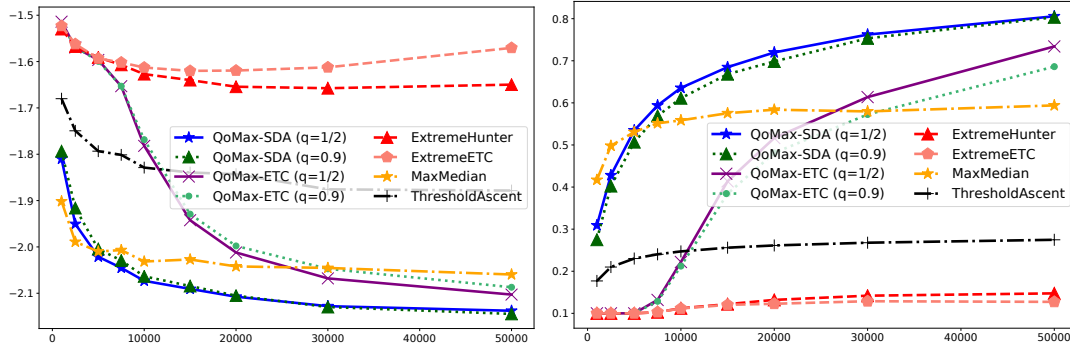 −1.5
−1.6
−1.7
−1.8
−1.9
−2.0
−2.1
0 10000 20000 30000 40000 50000
QoMax-SDA (q=1/2)
QoMax-SDA (q=0.9)
QoMax-ETC (q=1/2)
QoMax-ETC (q=0.9)
ExtremeHunter
ExtremeETC
MaxMedian
ThresholdAscent
0.8
0.7
0.6
0.5
0.4
0.3
0.2
0.1
0 10000 20000 30000 40000 50000
QoMax-SDA (q=1/2)
QoMax-SDA (q=0.9)
QoMax-ETC (q=1/2)
QoMax-ETC (q=0.9)
ExtremeHunter
ExtremeETC
MaxMedian
ThresholdAscent